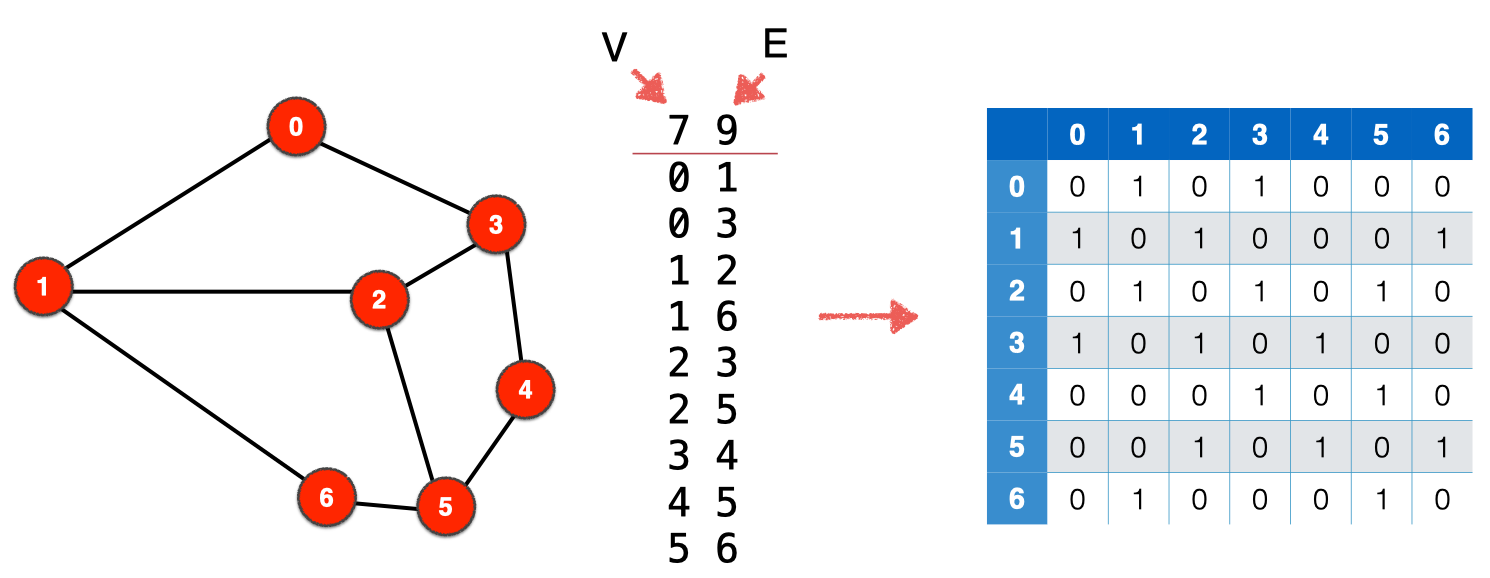 0
3
1
2
4
6
5
V E
7 9
0 1
0 3
1 2
1 6
2 3
2 5
3 4
4 5
5 6
0 1 2 3 4 5 6
0 0 1 0 1 0 0 0
1 1 0 1 0 0 0 1
2 0 1 0 1 0 1 0
3 1 0 1 0 1 0 0
4 0 0 0 1 0 1 0
5 0 0 1 0 1 0 1
6 0 1 0 0 0 1 0